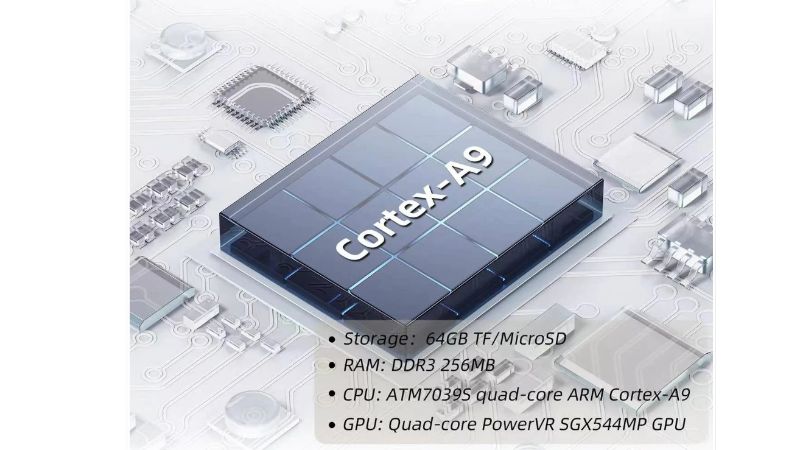 Cortex-A9
• Storage: 64GB TF/MicroSD
• RAM: DDR3 256MB
• CPU: ATM7039S quad-core ARM Cortex-A9
• GPU: Quad-core PowerVR SGX544MP GPU